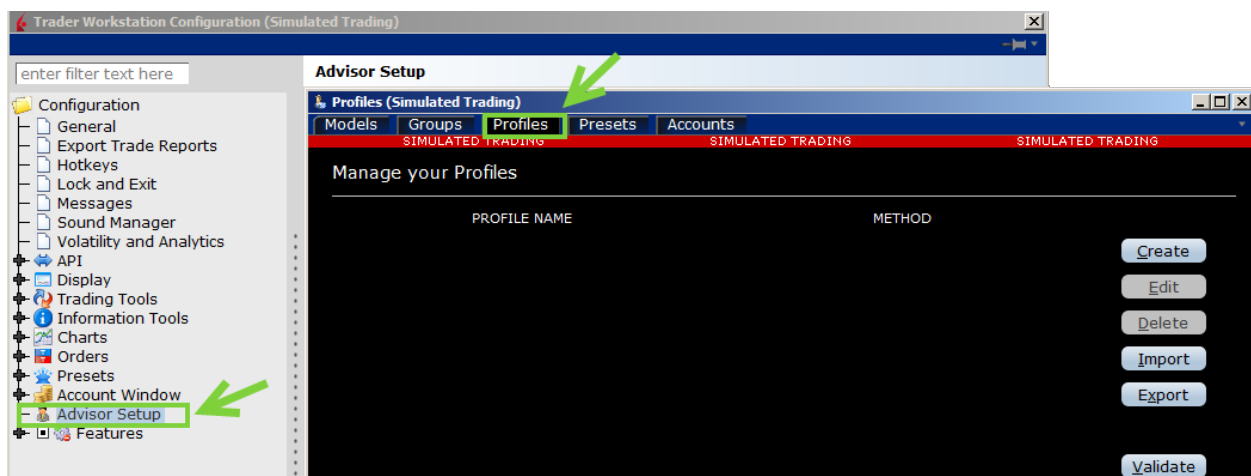 Trader Workstation Configuration (Simulated Trading)
enter filter text here
Configuration
General
Export Trade Reports
Hotkeys
Lock and Exit
Messages
Sound Manager
Volatility and Analytics
API
Display
Trading Tools
Information Tools
Charts
Orders
Presets
Account Window
Advisor Setup
Features
Advisor Setup
Profiles (Simulated Trading)
Models Groups Profiles Presets Accounts
SIMULATED TRADING SIMULATED TRADING SIMULATED TRADING
Manage your Profiles
PROFILE NAME METHOD
Create
Edit
Delete
Import
Export
Validate